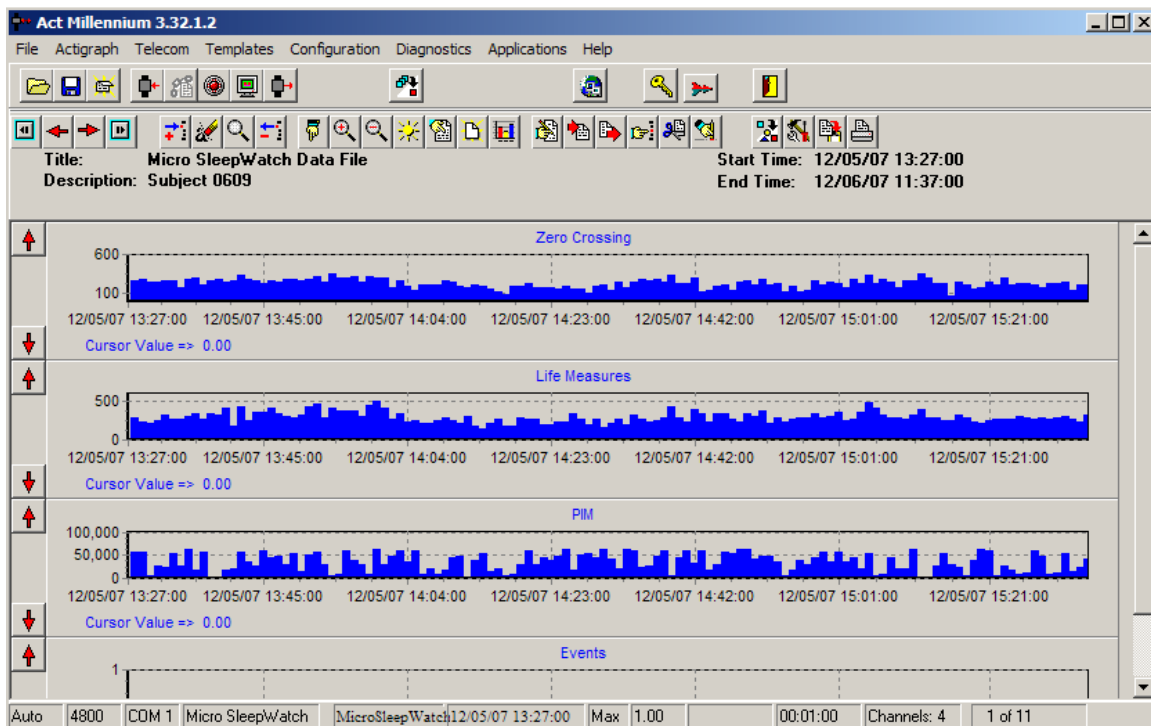 Act Millennium 3.32.1.2
File Actigraph Telecom Templates Configuration Diagnostics Applications Help
Title: Micro SleepWatch Data File Start Time: 12/05/07 13:27:00
Description: Subject 0609 End Time: 12/06/07 11:37:00
Zero Crossing
600
100
12/05/07 13:27:00 12/05/07 13:45:00 12/05/07 14:04:00 12/05/07 14:23:00 12/05/07 14:42:00 12/05/07 15:01:00 12/05/07 15:21:00
Cursor Value => 0.00
Life Measures
500
0
12/05/07 13:27:00 12/05/07 13:45:00 12/05/07 14:04:00 12/05/07 14:23:00 12/05/07 14:42:00 12/05/07 15:01:00 12/05/07 15:21:00
Cursor Value => 0.00
PIM
100,000
50,000
0
12/05/07 13:27:00 12/05/07 13:45:00 12/05/07 14:04:00 12/05/07 14:23:00 12/05/07 14:42:00 12/05/07 15:01:00 12/05/07 15:21:00
Cursor Value => 0.00
Events
1
Auto 4800 COM 1 Micro SleepWatch MicroSleepWatch 12/05/07 13:27:00 Max 1.00 00:01:00 Channels: 4 1 of 11